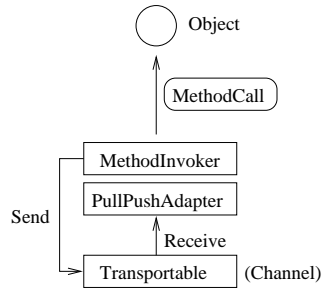 Object
MethodCall
MethodInvoker
PullPushAdapter
Send
Receive
Transportable (Channel)